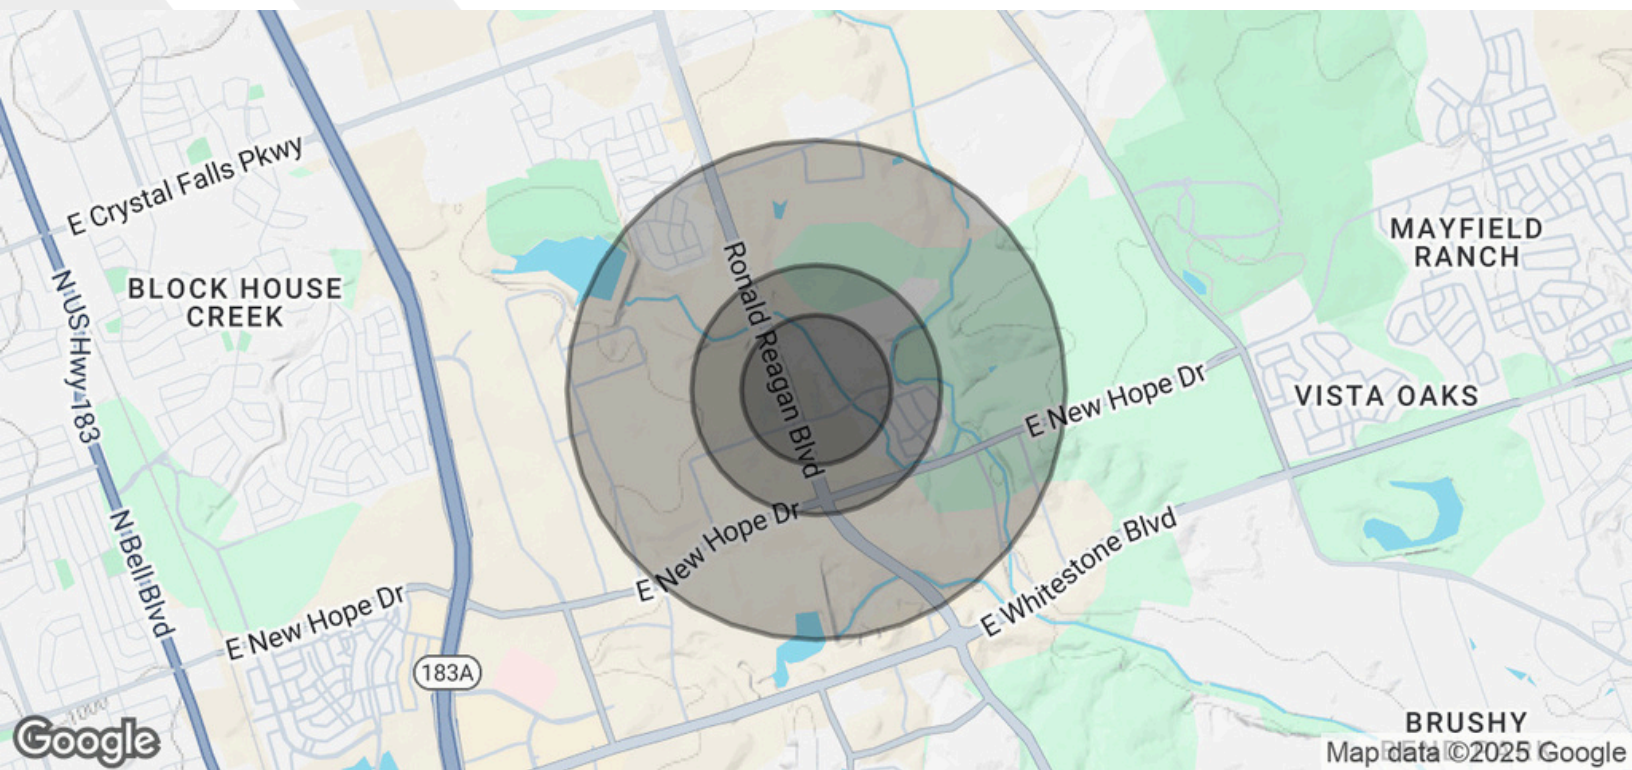 E Crystal Falls Pkwy
N US Hwy 183
BLOCK HOUSE
CREEK
Ronald Reagan Blvd
MAYFIELD
RANCH
VISTA OAKS
E New Hope Dr
E New Hope Dr
E Whitestone Blvd
N Bell Blvd
E New Hope Dr
183A
1000
BRUSHY
Google
Map data ©2025 Google